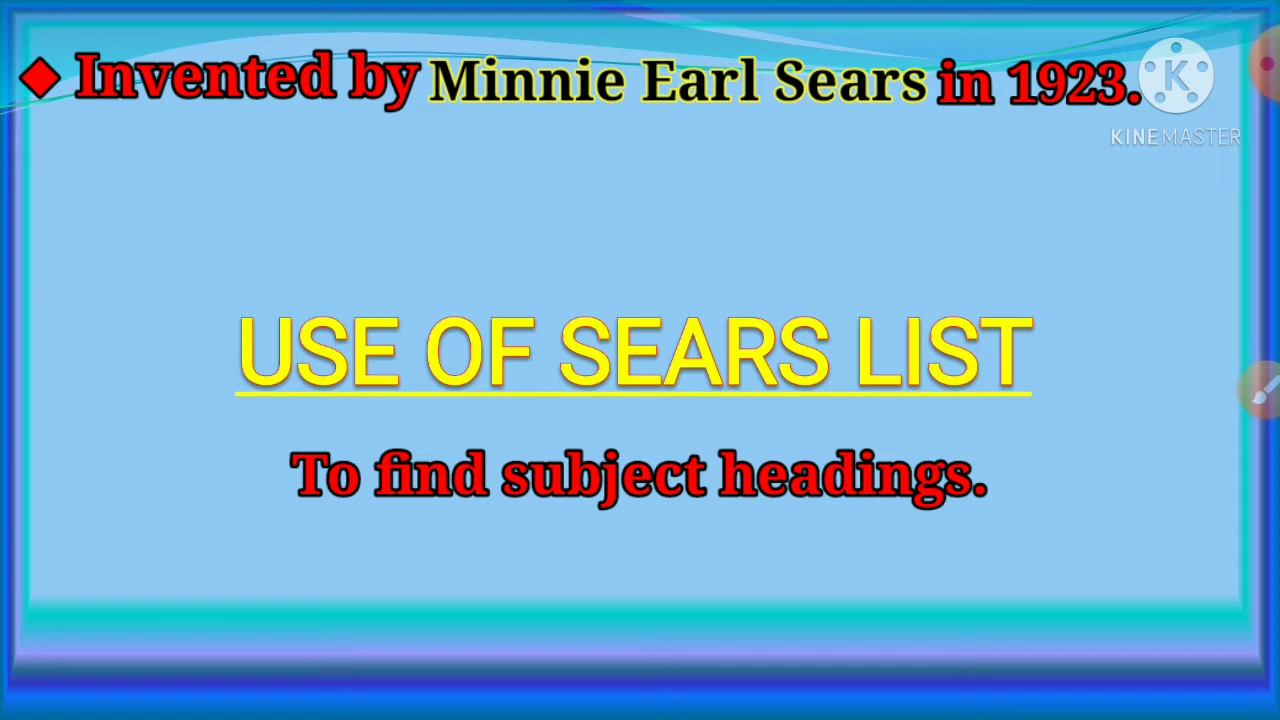 ◆ Invented by Minnie Earl Sears in 1923.
K
KINEMASTER
USE OF SEARS LIST
To find subject headings.